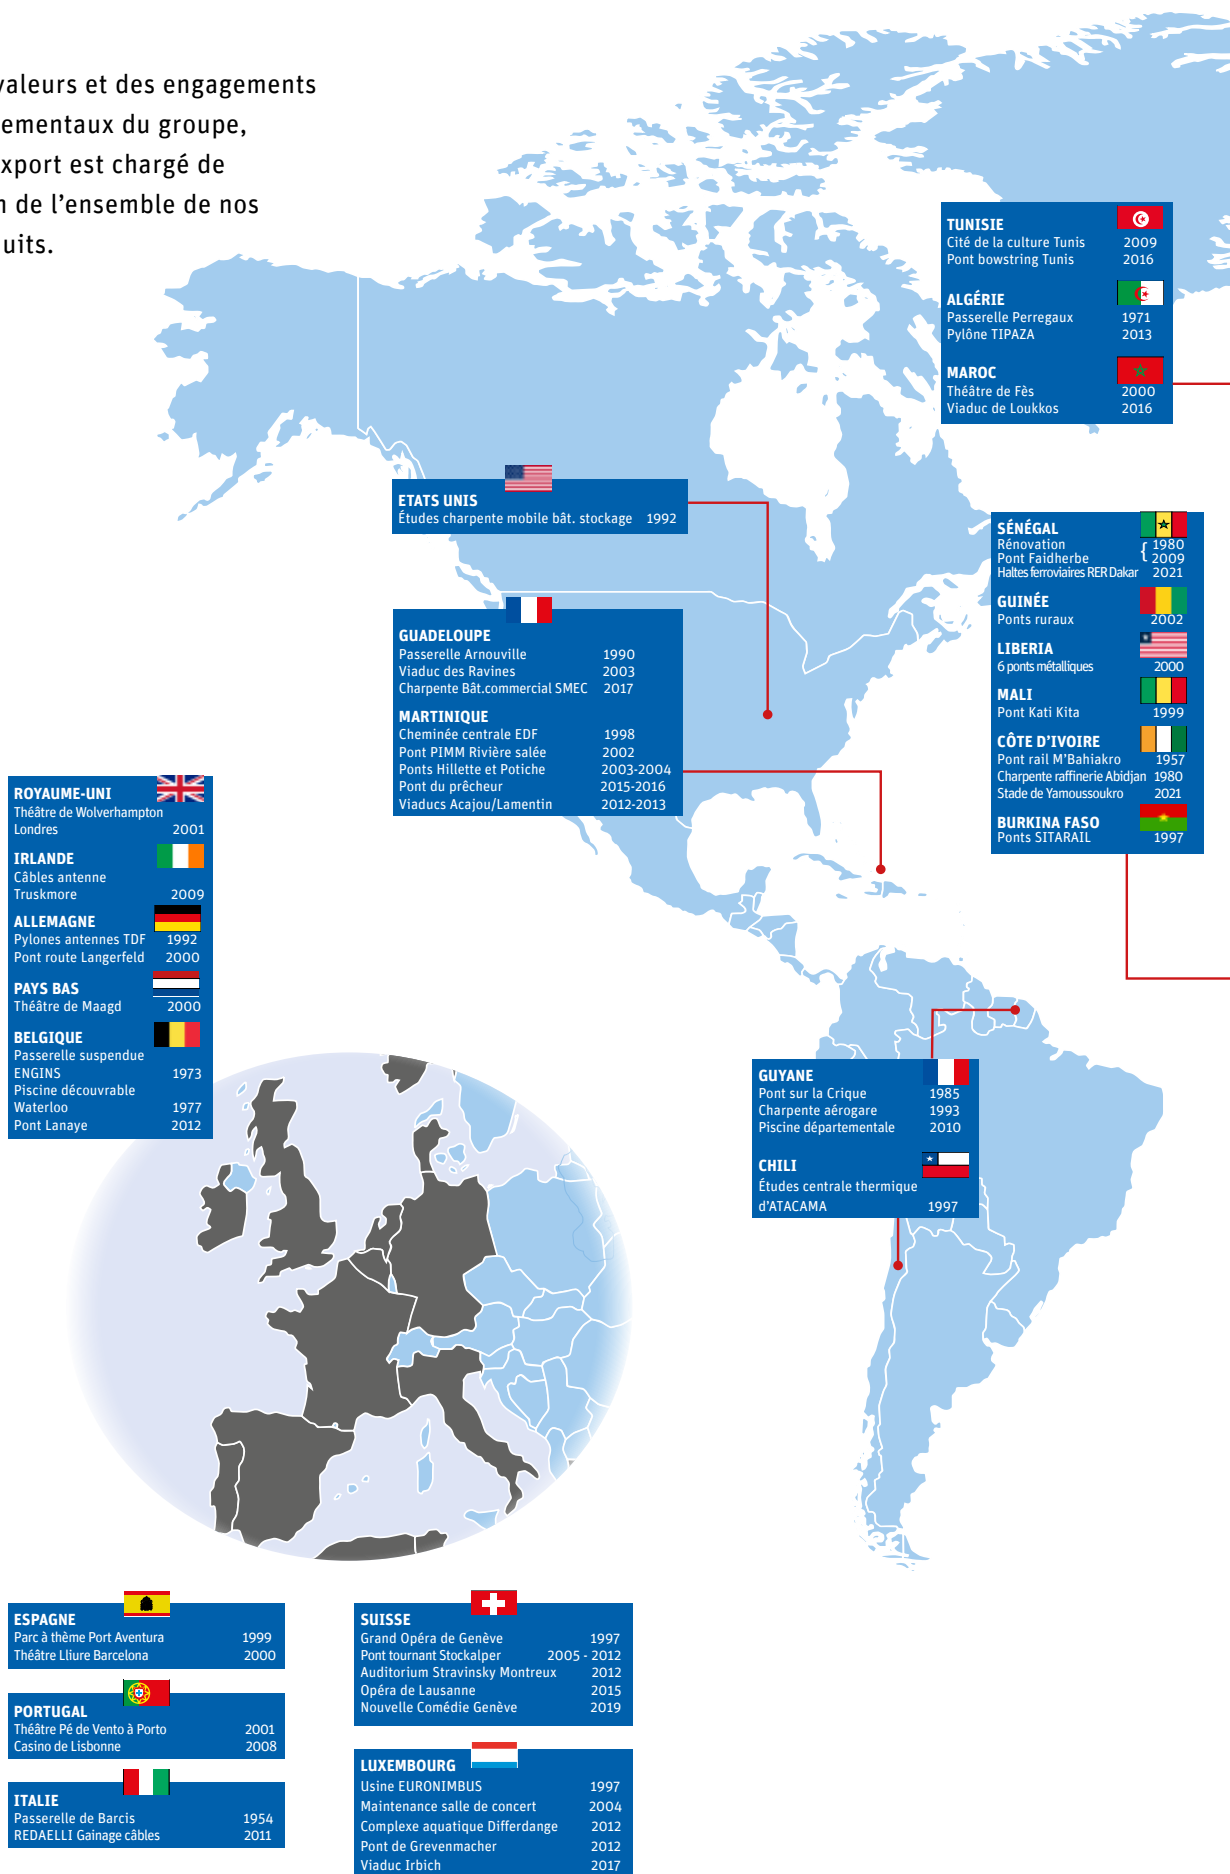 valeurs et des engagements
ementaux du groupe,
xport est chargé de
n de l'ensemble de nos
uits.
TUNISIE
Cité de la culture Tunis 2009
Pont bowstring Tunis 2016
ALGÉRIE
Passerelle Perregaux 1971
Pylône TIPAZA 2013
MAROC
Théâtre de Fès 2000
Viaduc de Loukkos 2016
ETATS UNIS
Études charpente mobile bât. stockage 1992
SÉNÉGAL
Rénovation { 1980
Pont Faidherbe 2009
Haltes ferroviaires RER Dakar 2021
GUINÉE
Ponts ruraux 2002
LIBERIA
6 ponts métalliques 2000
MALI
Pont Kati Kita 1999
CÔTE D'IVOIRE
Pont rail M'Bahiakro 1957
Charpente raffinerie Abidjan 1980
Stade de Yamoussoukro 2021
BURKINA FASO
Ponts SITARAIL 1997
GUADELOUPE
Passerelle Arnouville 1990
Viaduc des Ravines 2003
Charpente Bât.commercial SMEC 2017
MARTINIQUE
Cheminée centrale EDF 1998
Pont PIMM Rivière salée 2002
Ponts Hillette et Potiche 2003-2004
Pont du prêcheur 2015-2016
Viaducs Acajou/Lamentin 2012-2013
ROYAUME-UNI
Théâtre de Wolverhampton
Londres 2001
IRLANDE
Câbles antenne
Truskmore 2009
ALLEMAGNE
Pylones antennes TDF 1992
Pont route Langerfeld 2000
PAYS BAS
Théâtre de Maagd 2000
BELGIQUE
Passerelle suspendue
ENGINS 1973
Piscine découvrable
Waterloo 1977
Pont Lanaye 2012
GUYANE
Pont sur la Crique 1985
Charpente aérogare 1993
Piscine départementale 2010
CHILI
Études centrale thermique
d'ATACAMA 1997
ESPAGNE
Parc à thème Port Aventura 1999
Théâtre Lliure Barcelona 2000
PORTUGAL
Théâtre Pé de Vento à Porto 2001
Casino de Lisbonne 2008
ITALIE
Passerelle de Barcis 1954
REDAELLI Gainage câbles 2011
SUISSE
Grand Opéra de Genève 1997
Pont tournant Stockalper 2005 - 2012
Auditorium Stravinsky Montreux 2012
Opéra de Lausanne 2015
Nouvelle Comédie Genève 2019
LUXEMBOURG
Usine EURONIMBUS 1997
Maintenance salle de concert 2004
Complexe aquatique Differdange 2012
Pont de Grevenmacher 2012
Viaduc Irbich 2017